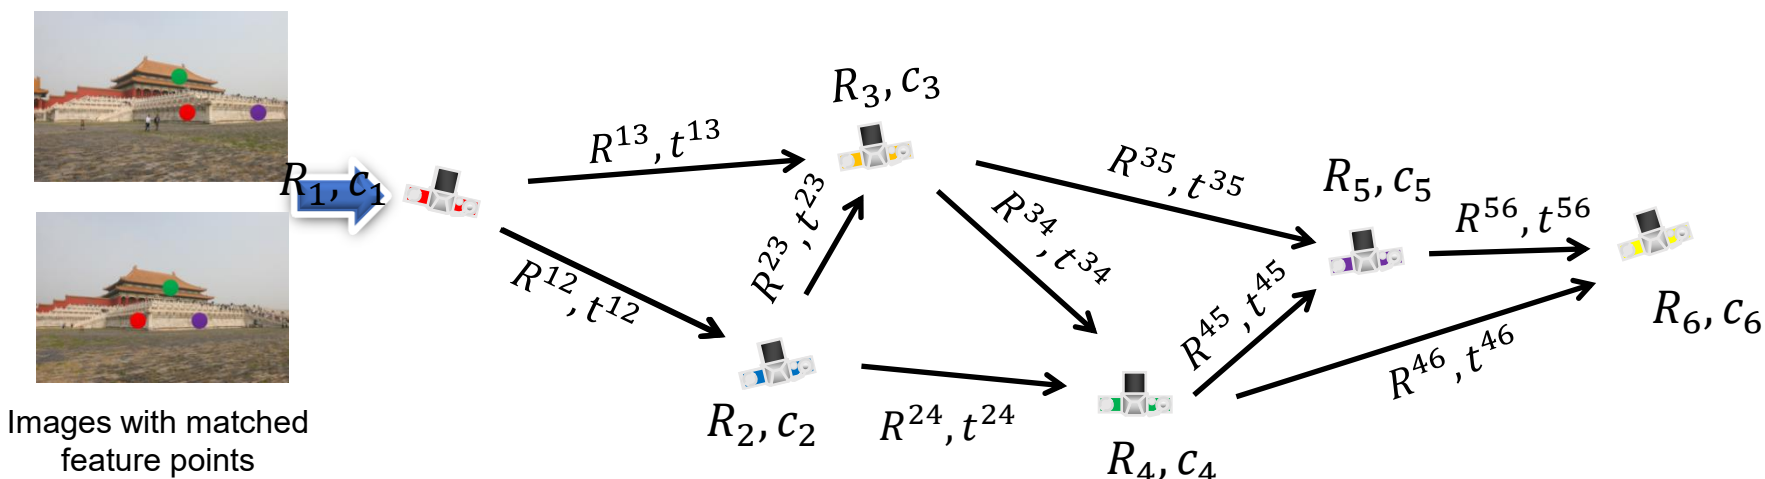 R₁, c₁
R¹³, t¹³
R¹², t¹²
R₃, c₃
R²³, t²³
R₂, c₂
R³⁵, t³⁵
R³⁴, t³⁴
R²⁴, t²⁴
R₄, c₄
R⁴⁵, t⁴⁵
R₅, c₅
R⁵⁶, t⁵⁶
R⁴⁶, t⁴⁶
R₆, c₆
Images with matched
feature points